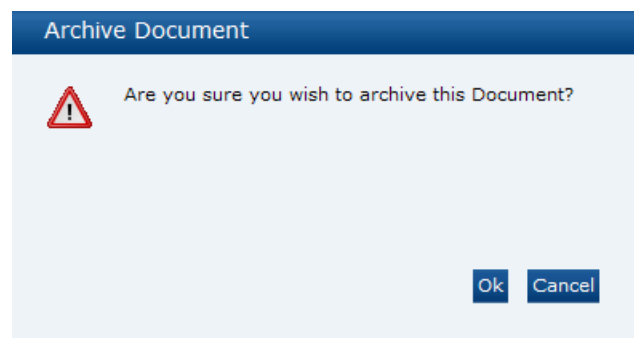 Archive Document
Are you sure you wish to archive this Document?
Ok Cancel